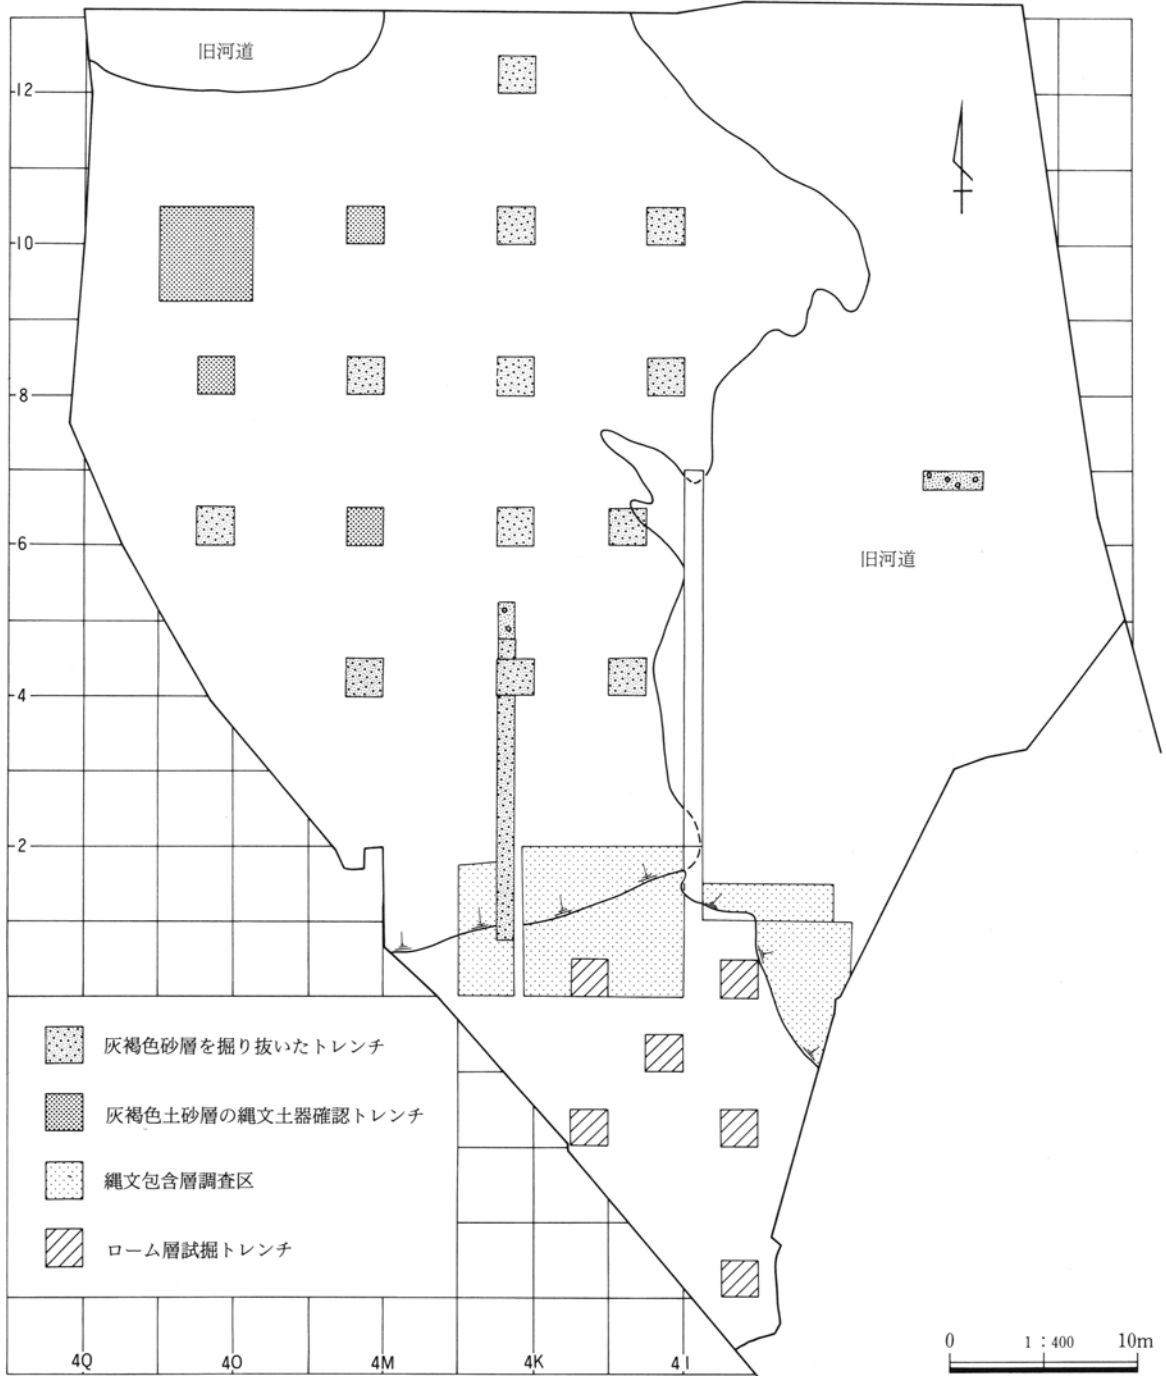 旧河道
12
10
8
6
旧河道
4
2
灰褐色砂層を掘り抜いたトレンチ
灰褐色土砂層の縄文土器確認トレンチ
縄文包含層調査区
ローム層試掘トレンチ
4Q 4O 4M 4K 4I
0 1:400 10m